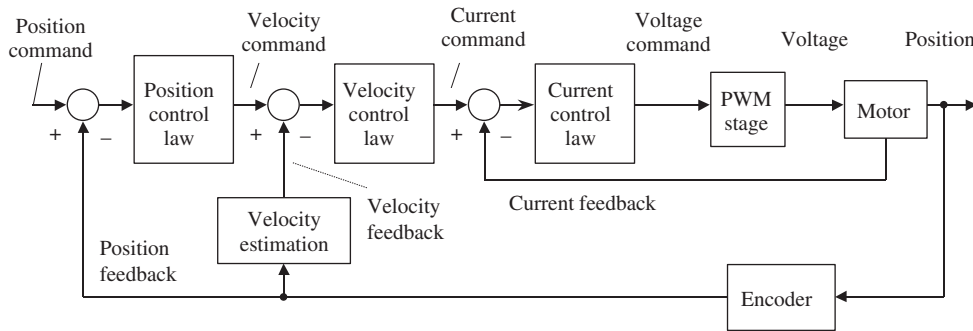 Position
command
Velocity
command
Current
command
Voltage
command
Voltage
Position
Position
control
law
Velocity
control
law
Current
control
law
PWM
stage
Motor
+
−
+
−
+
−
Velocity
estimation
Velocity
feedback
Current feedback
Position
feedback
Encoder